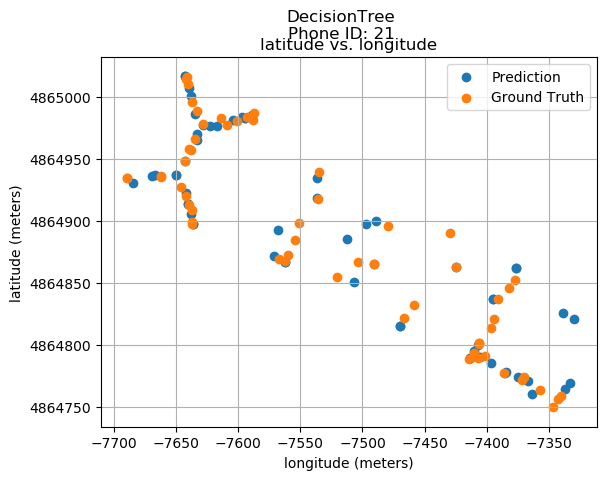 DecisionTree
Phone ID: 21
latitude vs. longitude
Prediction
Ground Truth
4865000
4864950
4864900
4864850
4864800
4864750
latitude (meters)
−7700 −7650 −7600 −7550 −7500 −7450 −7400 −7350
longitude (meters)